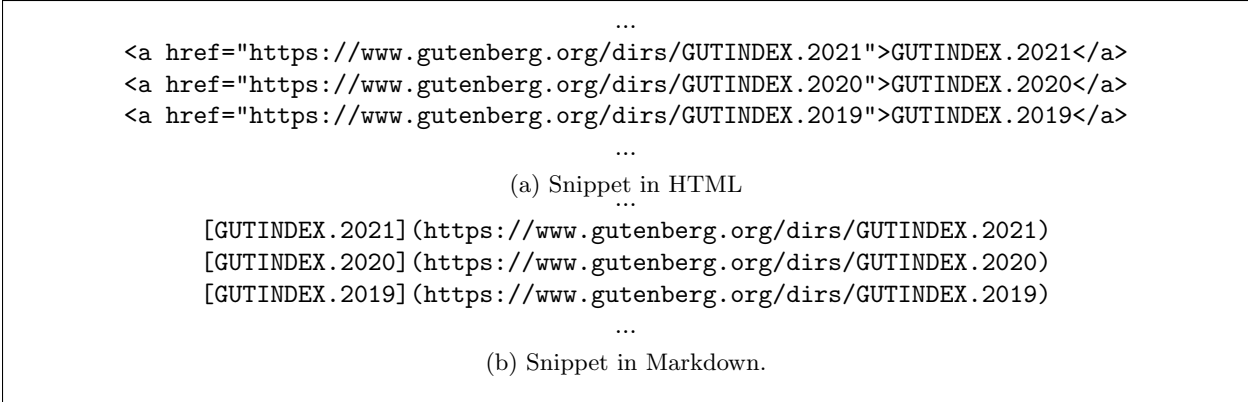 ...
<a href="https://www.gutenberg.org/dirs/GUTINDEX.2021">GUTINDEX.2021</a>
<a href="https://www.gutenberg.org/dirs/GUTINDEX.2020">GUTINDEX.2020</a>
<a href="https://www.gutenberg.org/dirs/GUTINDEX.2019">GUTINDEX.2019</a>
...
(a) Snippet in HTML
...
[GUTINDEX.2021](https://www.gutenberg.org/dirs/GUTINDEX.2021)
[GUTINDEX.2020](https://www.gutenberg.org/dirs/GUTINDEX.2020)
[GUTINDEX.2019](https://www.gutenberg.org/dirs/GUTINDEX.2019)
...
(b) Snippet in Markdown.